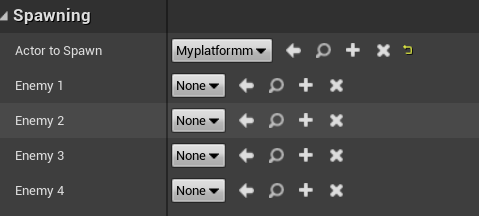 Spawning
Actor to Spawn Myplatformm
Enemy 1 None
Enemy 2 None
Enemy 3 None
Enemy 4 None